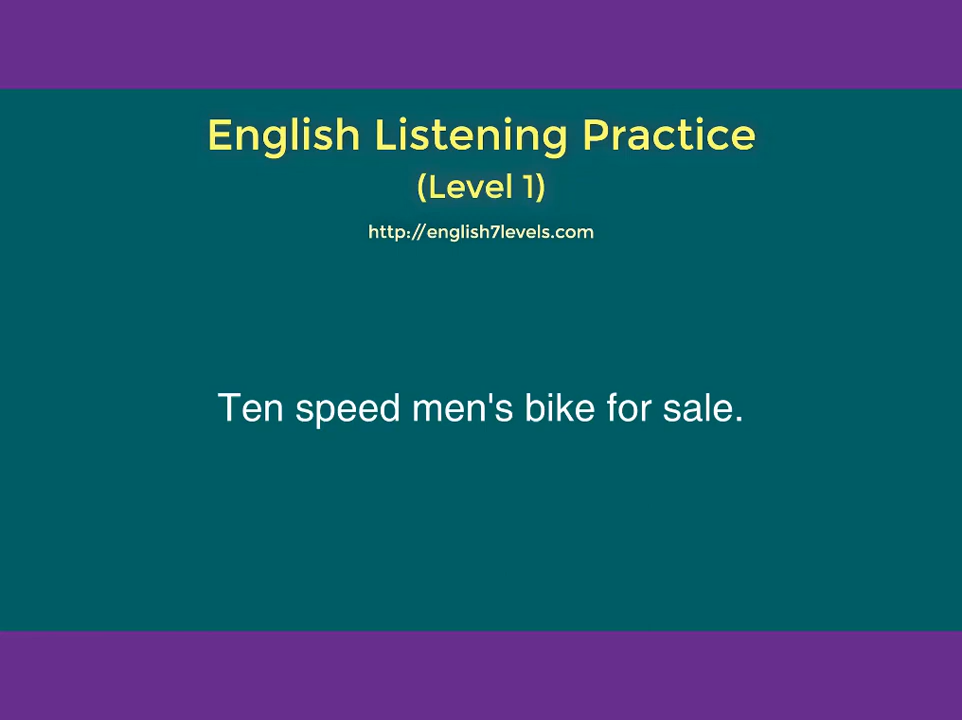 English Listening Practice
(Level 1)
http://english7levels.com
Ten speed men's bike for sale.